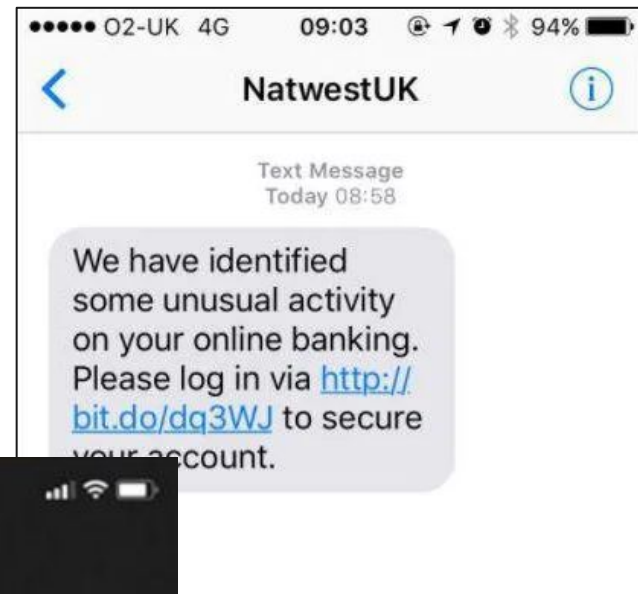 ●●●●● O2-UK 4G 09:03 94%
NatwestUK
Text Message
Today 08:58
We have identified
some unusual activity
on your online banking.
Please log in via http://
bit.do/dq3WJ to secure
your account.